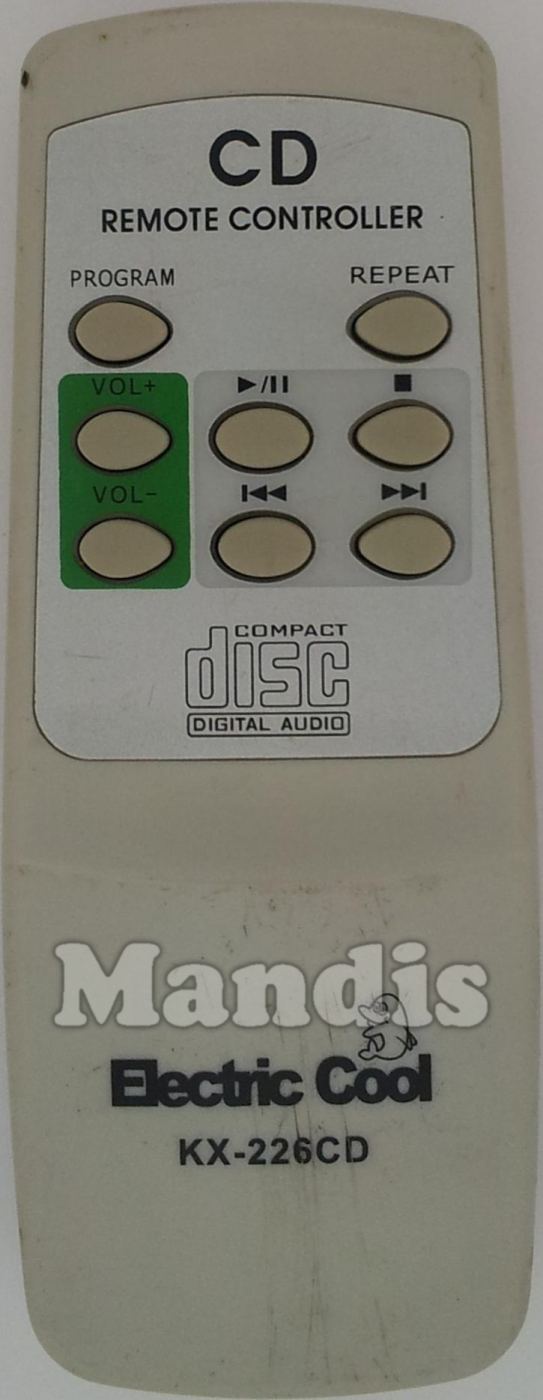 CD
REMOTE CONTROLLER
PROGRAM REPEAT
VOL+ ▶/II ■
VOL- I◀◀ ▶▶I
COMPACT
disc
DIGITAL AUDIO
Mandis
Electric Cool
KX-226CD